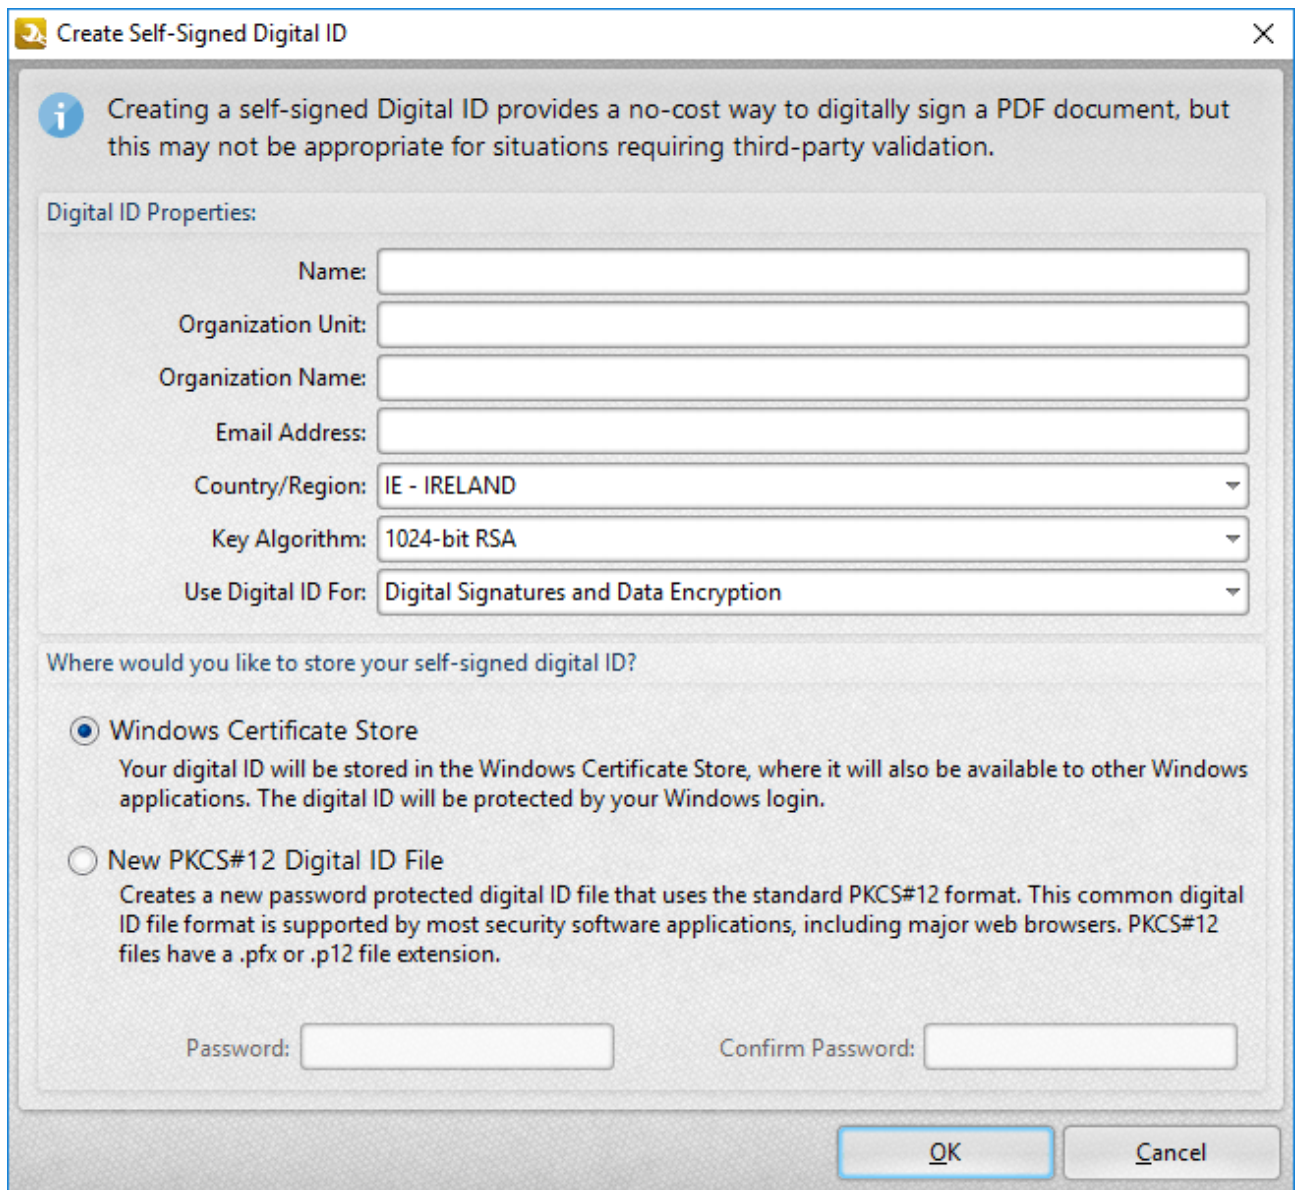 Create Self-Signed Digital ID
Creating a self-signed Digital ID provides a no-cost way to digitally sign a PDF document, but
this may not be appropriate for situations requiring third-party validation.
Digital ID Properties:
Name:
Organization Unit:
Organization Name:
Email Address:
Country/Region: IE - IRELAND
Key Algorithm: 1024-bit RSA
Use Digital ID For: Digital Signatures and Data Encryption
Where would you like to store your self-signed digital ID?
Windows Certificate Store
Your digital ID will be stored in the Windows Certificate Store, where it will also be available to other Windows
applications. The digital ID will be protected by your Windows login.
New PKCS#12 Digital ID File
Creates a new password protected digital ID file that uses the standard PKCS#12 format. This common digital
ID file format is supported by most security software applications, including major web browsers. PKCS#12
files have a .pfx or .p12 file extension.
Password: Confirm Password:
OK Cancel